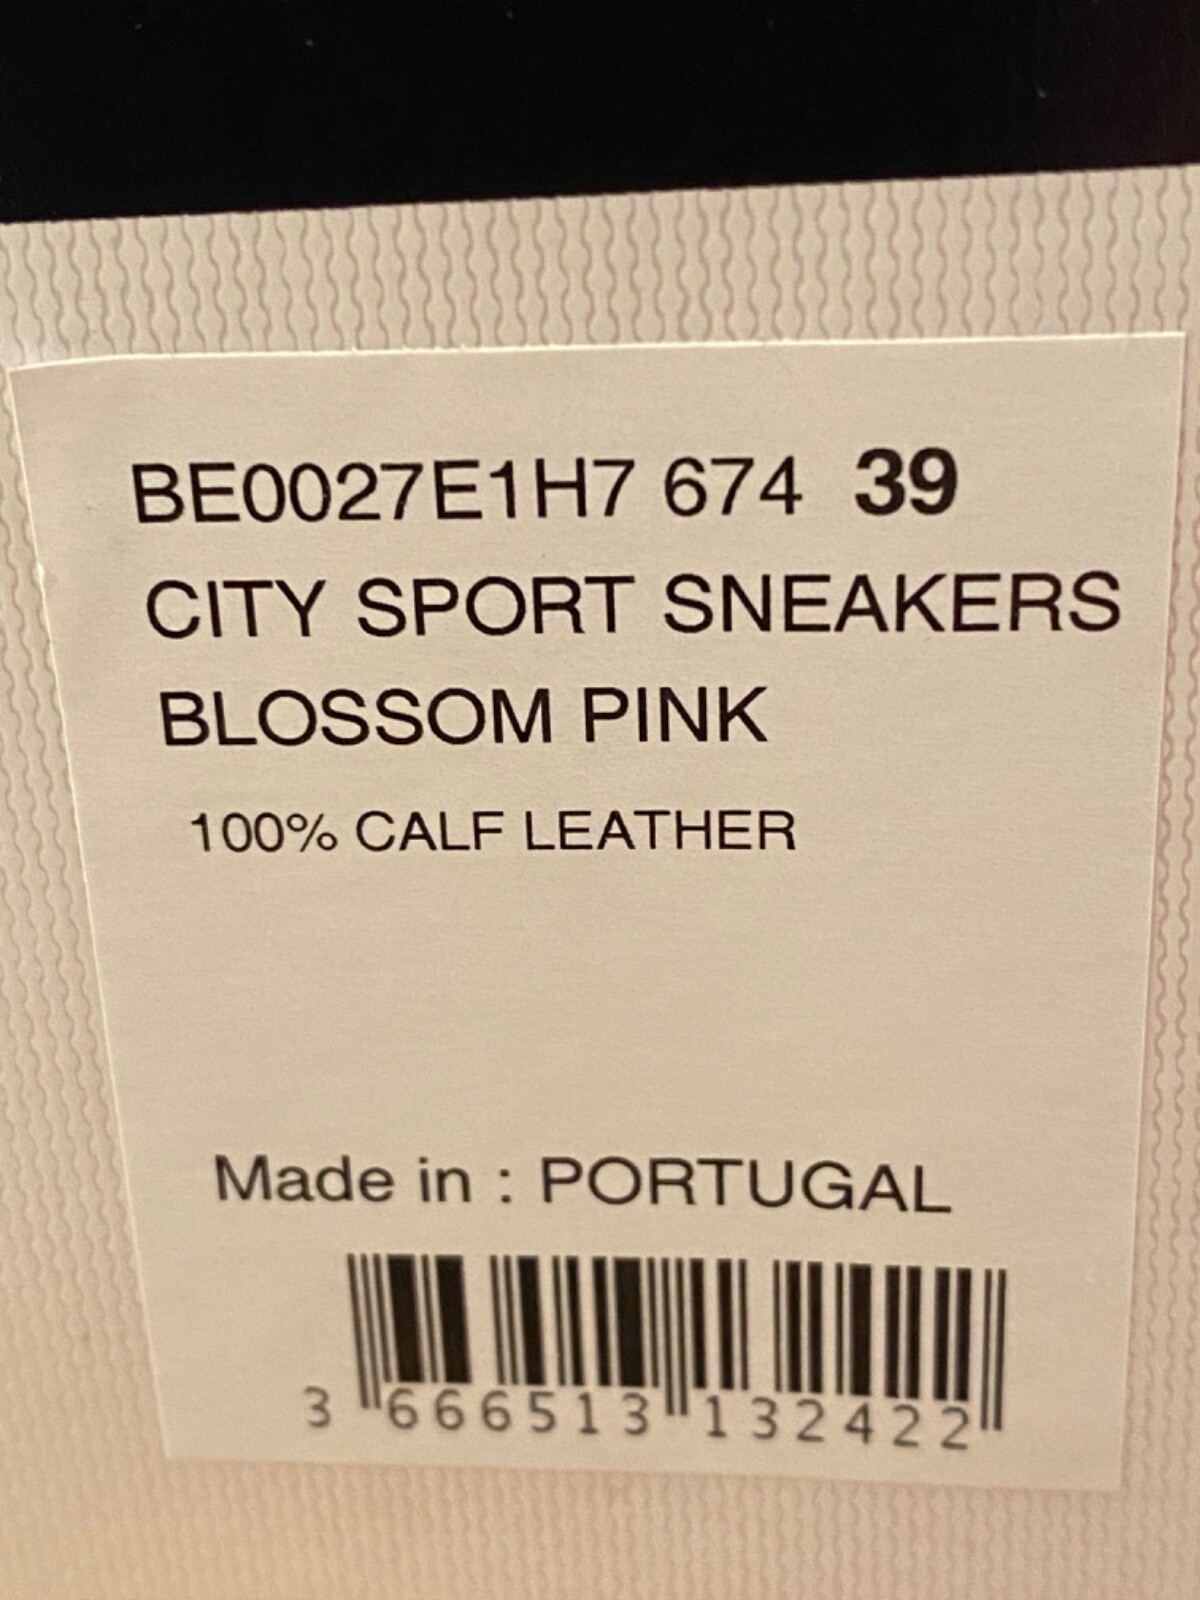 BE0027E1H7 674 39
CITY SPORT SNEAKERS
BLOSSOM PINK
100% CALF LEATHER
Made in : PORTUGAL
3 666513 132422